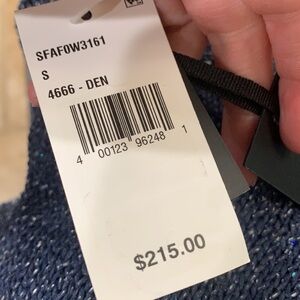 SFAF0W3161
S
4666 - DEN
4 00123 96248 1
$215.00